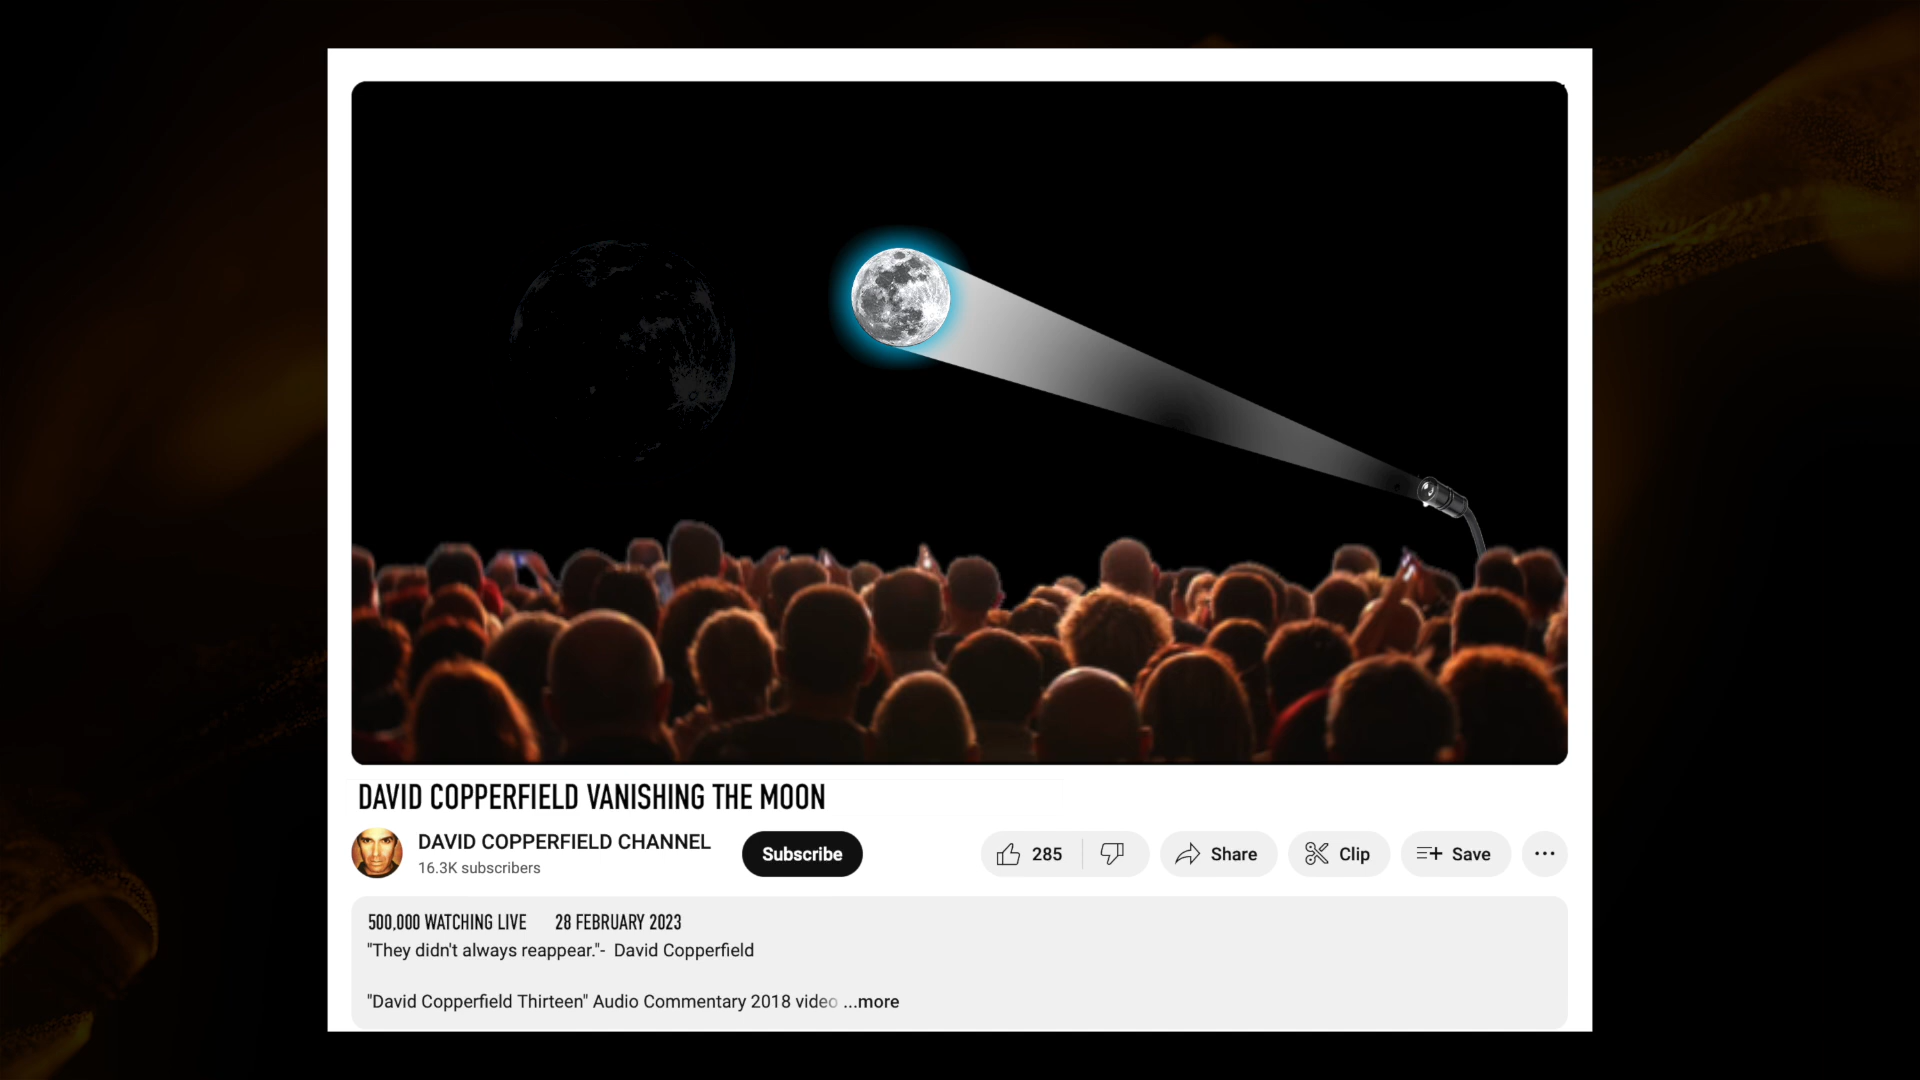 DAVID COPPERFIELD VANISHING THE MOON
DAVID COPPERFIELD CHANNEL
16.3K subscribers
Subscribe
285
Share
Clip
Save
500,000 WATCHING LIVE 28 FEBRUARY 2023
"They didn't always reappear."- David Copperfield
"David Copperfield Thirteen" Audio Commentary 2018 video ...more